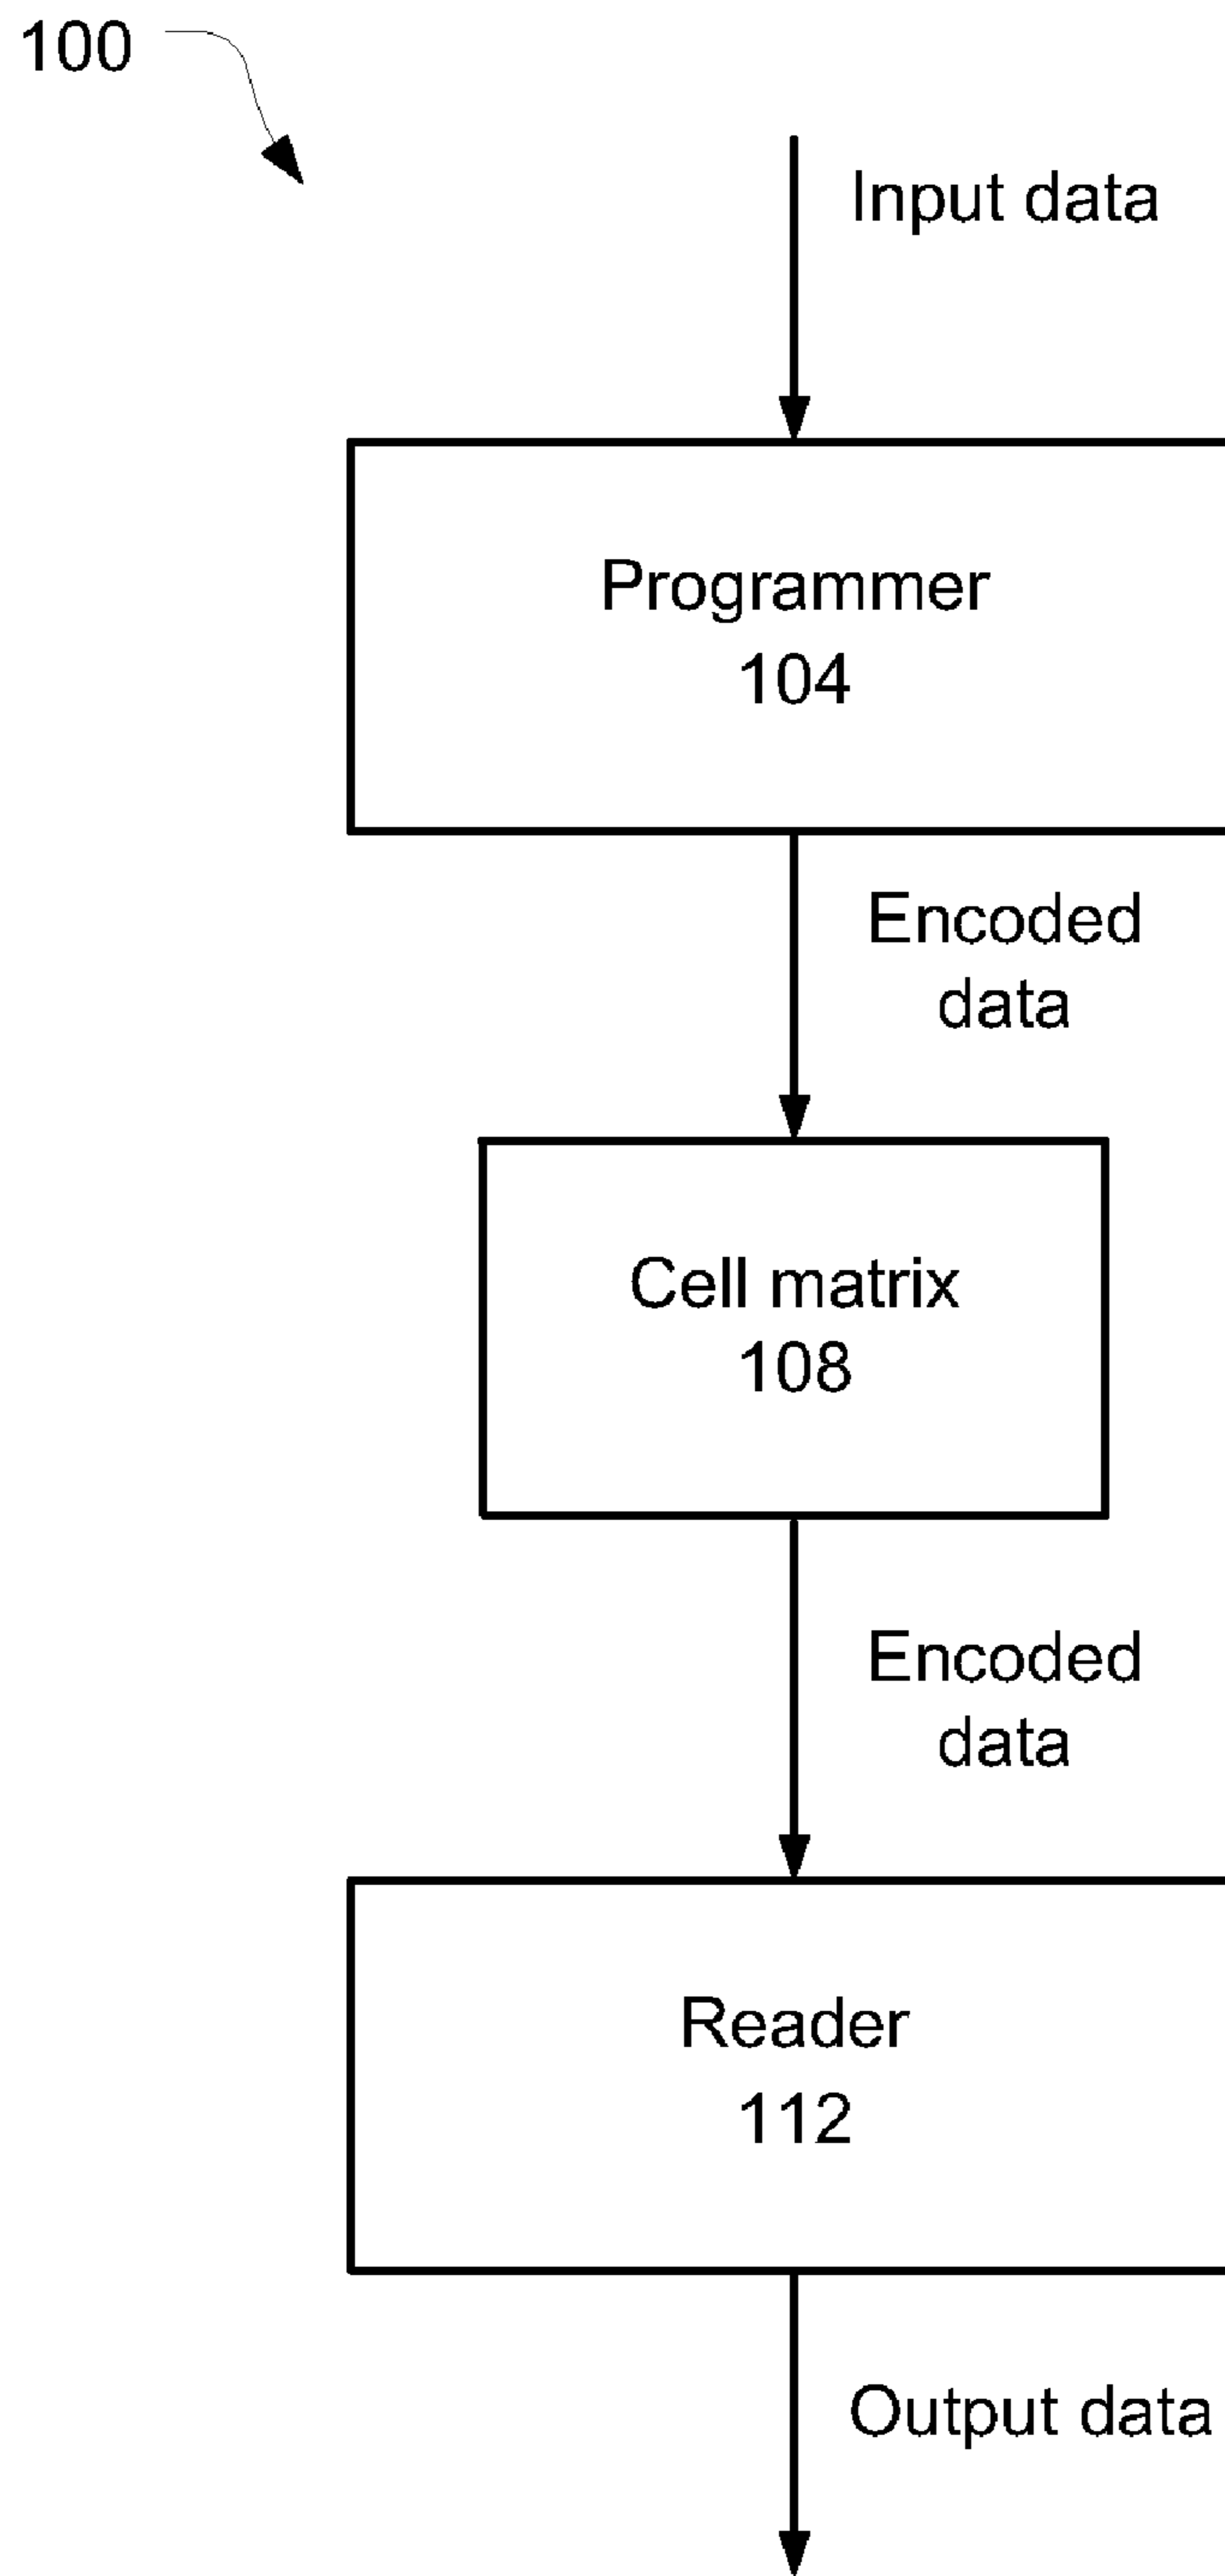 100
Input data
Programmer
104
Encoded
data
Cell matrix
108
Encoded
data
Reader
112
Output data